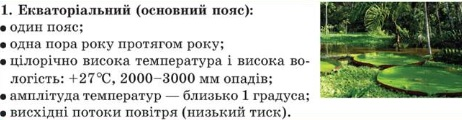 1. Екваторіальний (основний пояс):
● один пояс;
● одна пора року протягом року;
● цілорічно висока температура і висока во-
логість: +27°С, 2000–3000 мм опадів;
● амплітуда температур — близько 1 градуса;
● висхідні потоки повітря (низький тиск).